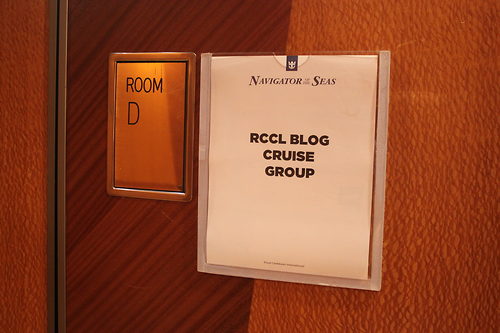 ROOM
D
NAVIGATOR OF THE SEAS
RCCL BLOG
CRUISE
GROUP